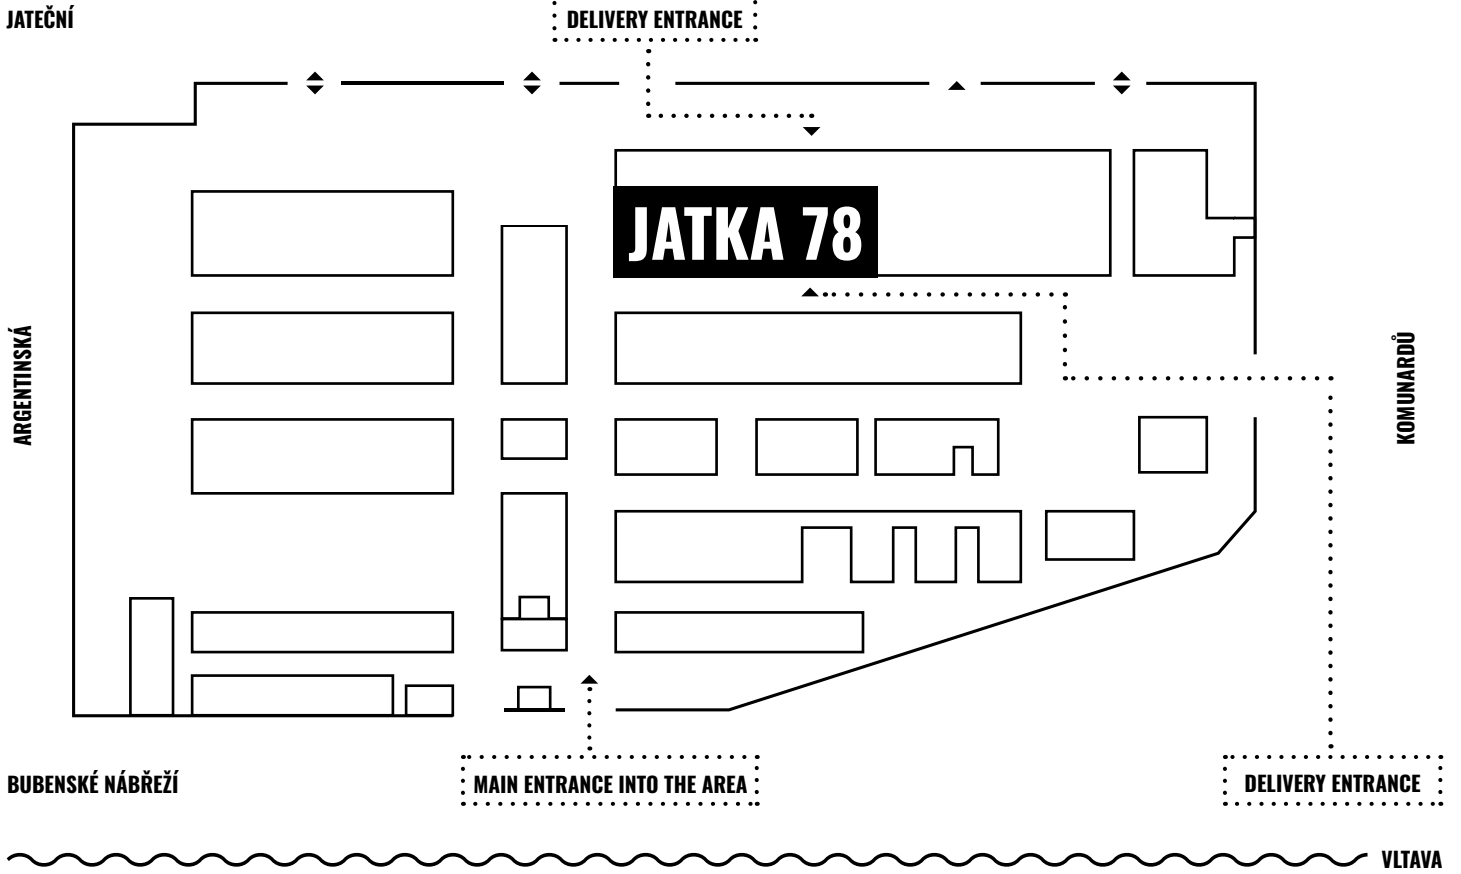 JATEČNÍ
DELIVERY ENTRANCE
JATKA 78
ARGENTINSKÁ
KOMUNARDŮ
BUBENSKÉ NÁBŘEŽÍ
MAIN ENTRANCE INTO THE AREA
DELIVERY ENTRANCE
VLTAVA